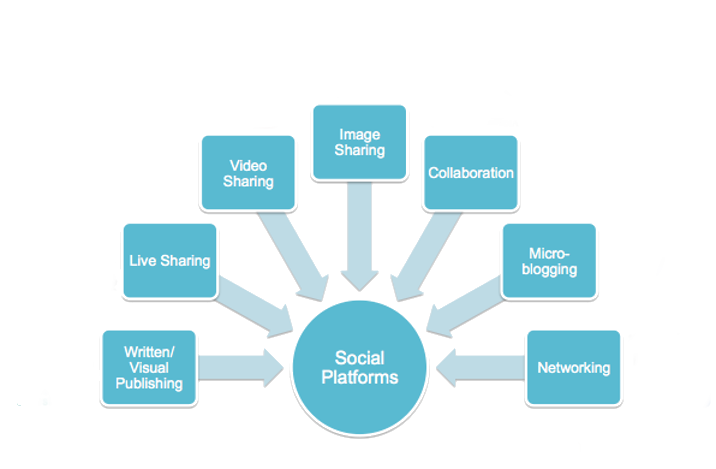 Image
Sharing
Video
Sharing
Collaboration
Live Sharing
Micro-
blogging
Written/
Visual
Publishing
Social
Platforms
Networking